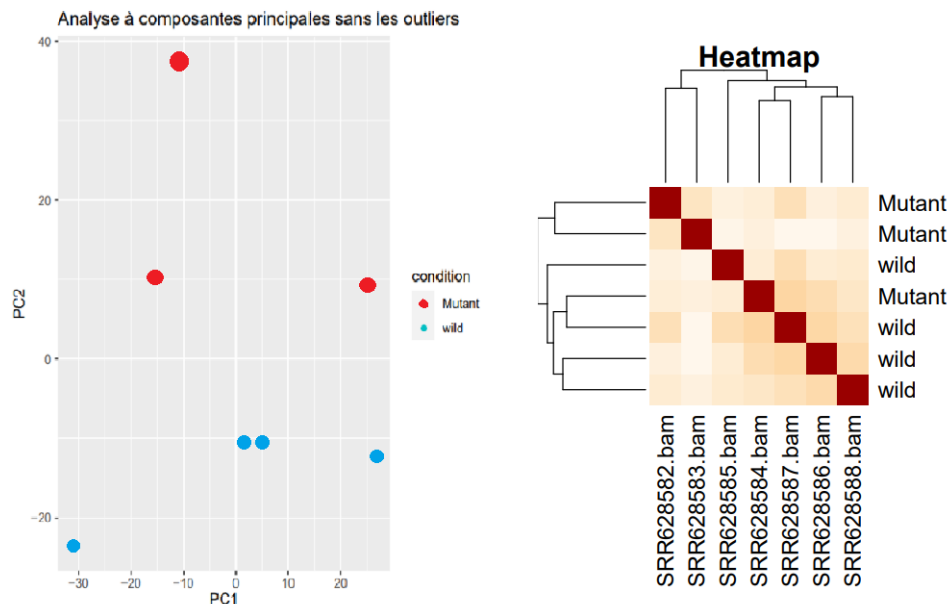 Analyse à composantes principales sans les outliers
40
20
0
−20
PC2
−30
−20
−10
0
10
20
PC1
condition
Mutant
wild
Heatmap
Mutant
Mutant
wild
Mutant
wild
wild
wild
SRR628582.bam
SRR628583.bam
SRR628585.bam
SRR628584.bam
SRR628587.bam
SRR628586.bam
SRR628588.bam